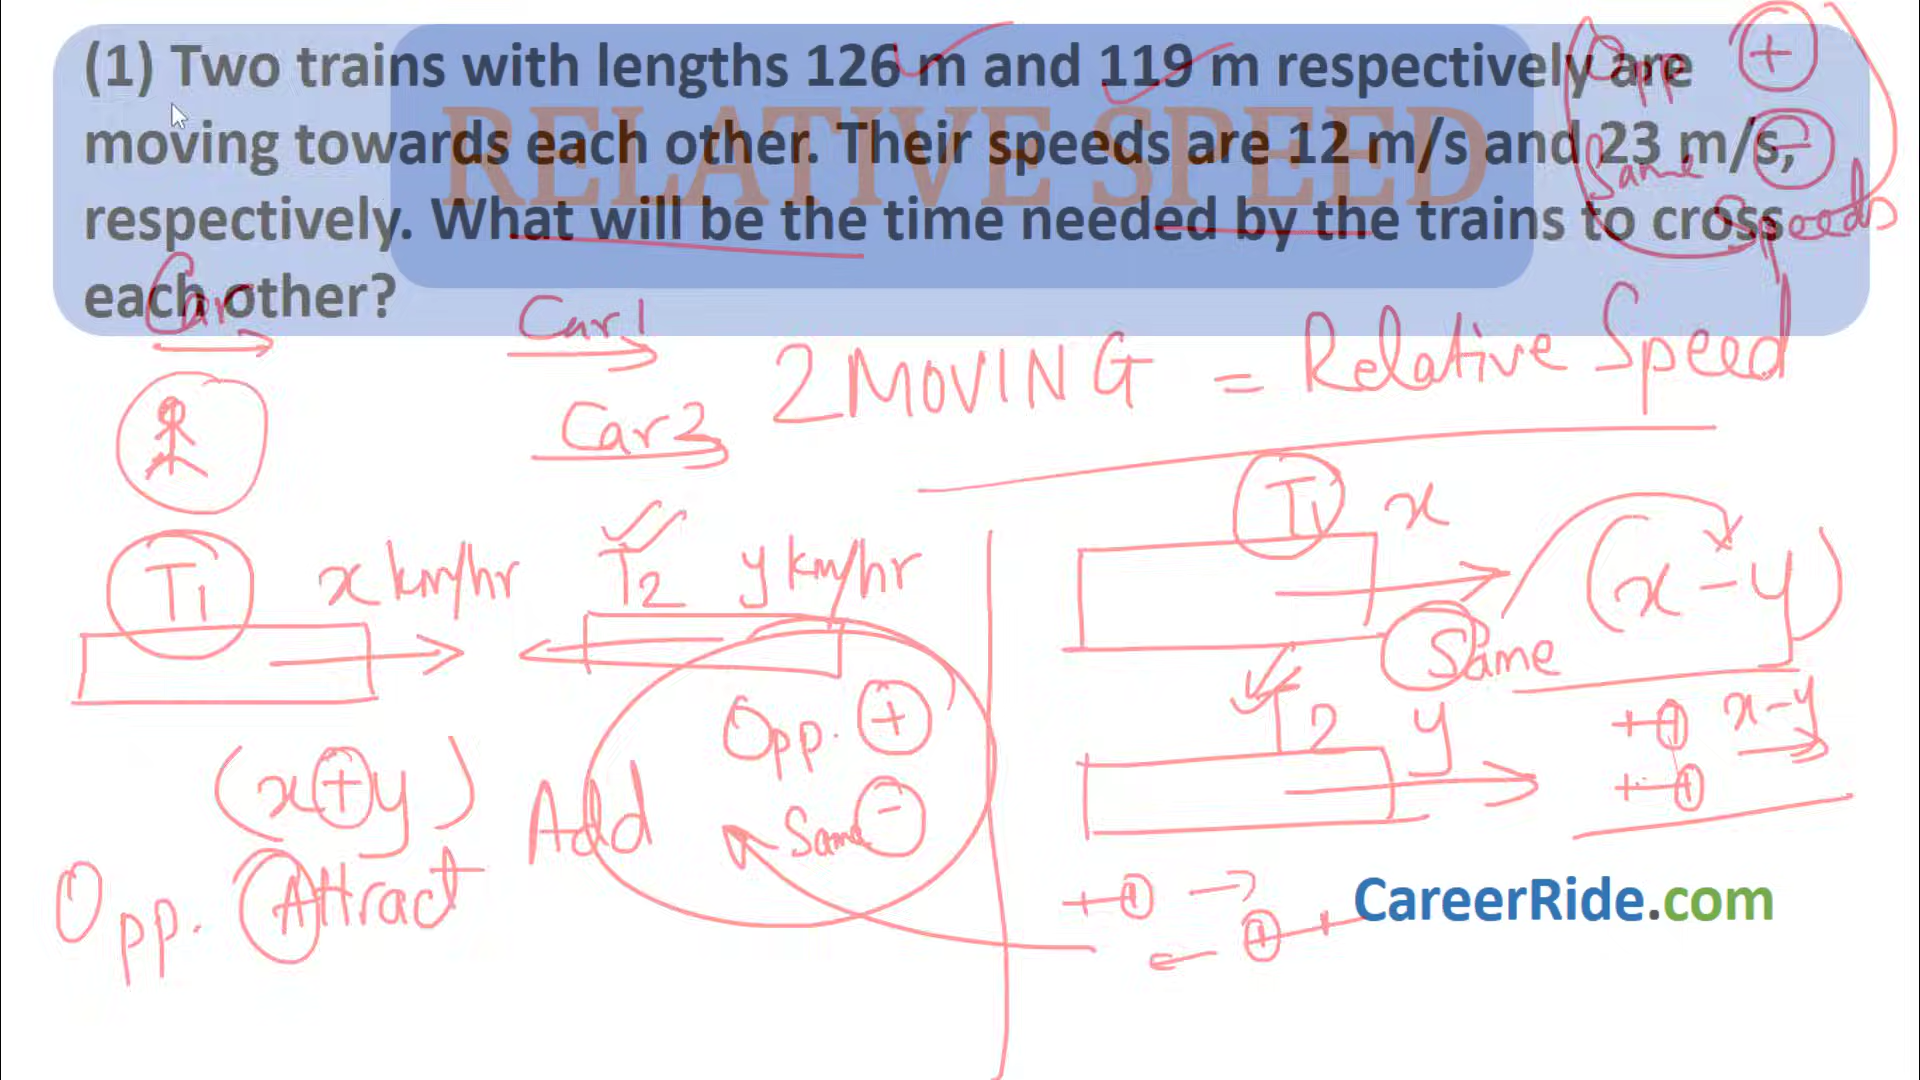 (1) Two trains with lengths 126 m and 119 m respectively are
moving towards each other. Their speeds are 12 m/s and 23 m/s,
respectively. What will be the time needed by the trains to cross
each other?
RELATIVE SPEED
Opp +
Same −
Speeds
Car
Car1
Car2
2 MOVING = Relative Speed
T1 x km/hr T2 y km/hr
(x+y) Add
Opp. Attract
Opp. +
Same −
T1 x
Same (x-y)
T2 y
x-y
CareerRide.com